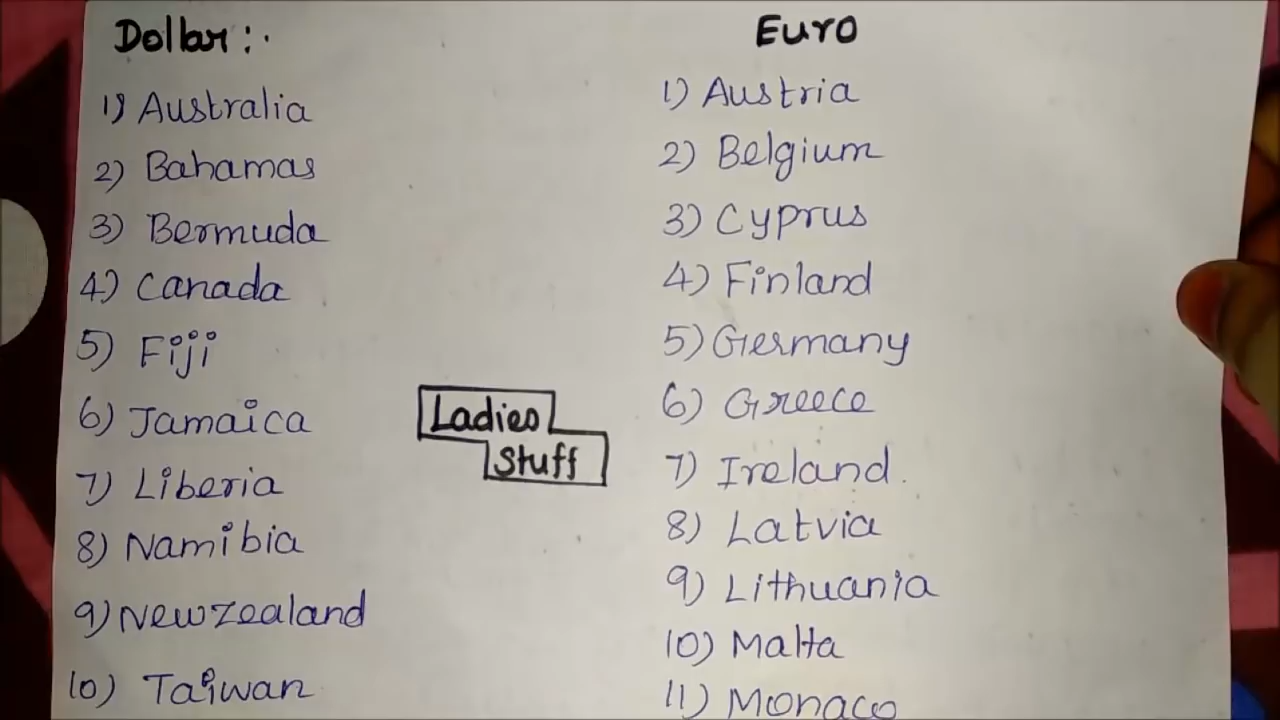 Dollar :.
1) Australia
2) Bahamas
3) Bermuda
4) Canada
5) Fiji
6) Jamaica
7) Liberia
8) Namibia
9) Newzealand
10) Taiwan
Ladies
Stuff
Euro
1) Austria
2) Belgium
3) Cyprus
4) Finland
5) Germany
6) Greece
7) Ireland.
8) Latvia
9) Lithuania
10) Malta
11) Monaco